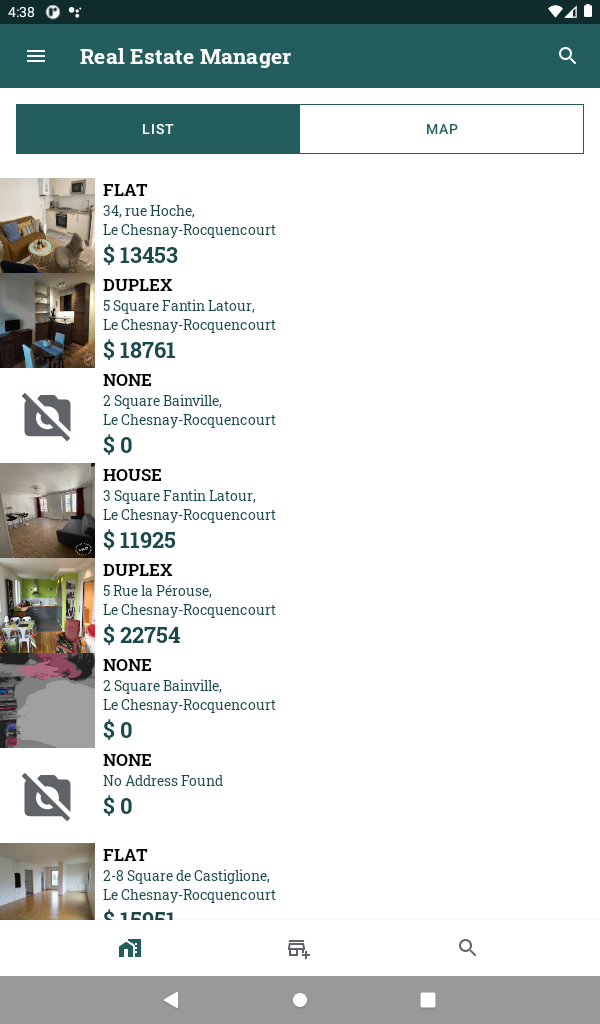 4:38
Real Estate Manager
LIST
MAP
FLAT
34, rue Hoche,
Le Chesnay-Rocquencourt
$ 13453
DUPLEX
5 Square Fantin Latour,
Le Chesnay-Rocquencourt
$ 18761
NONE
2 Square Bainville,
Le Chesnay-Rocquencourt
$ 0
HOUSE
3 Square Fantin Latour,
Le Chesnay-Rocquencourt
$ 11925
DUPLEX
5 Rue la Pérouse,
Le Chesnay-Rocquencourt
$ 22754
NONE
2 Square Bainville,
Le Chesnay-Rocquencourt
$ 0
NONE
No Address Found
$ 0
FLAT
2-8 Square de Castiglione,
Le Chesnay-Rocquencourt
$ 15951